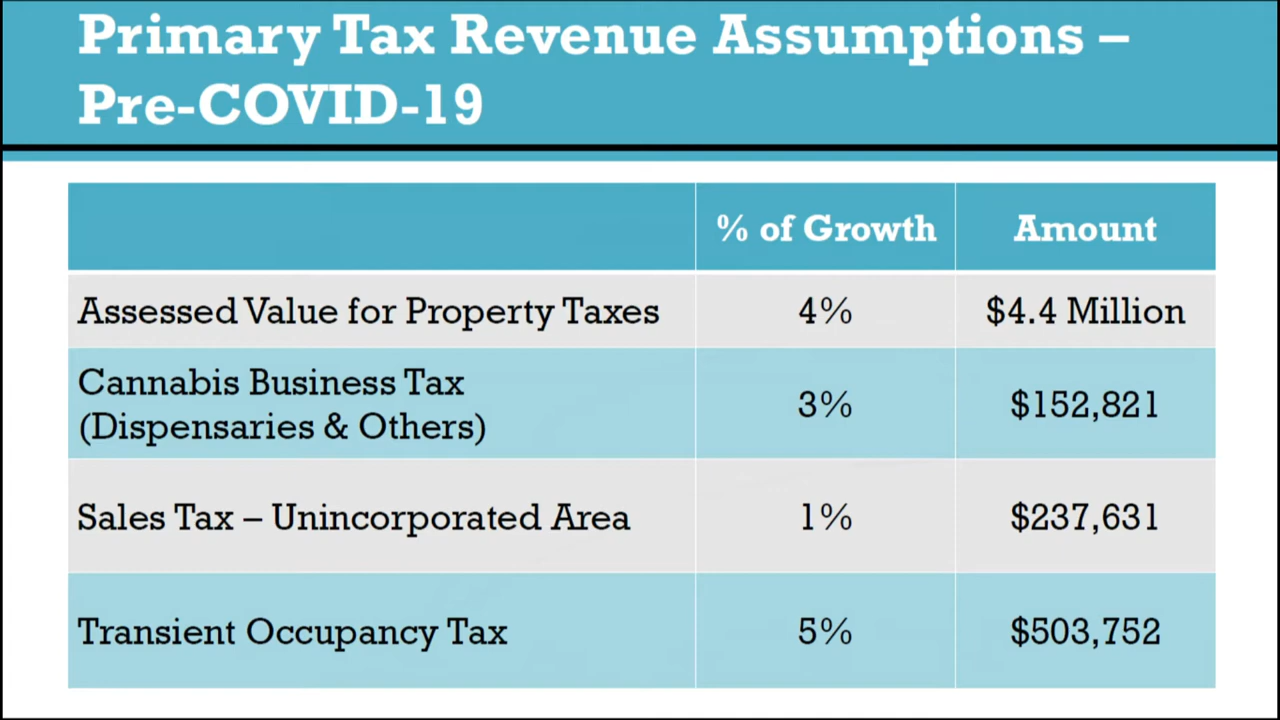 Primary Tax Revenue Assumptions –
Pre-COVID-19
% of Growth Amount
Assessed Value for Property Taxes 4% $4.4 Million
Cannabis Business Tax
(Dispensaries & Others) 3% $152,821
Sales Tax – Unincorporated Area 1% $237,631
Transient Occupancy Tax 5% $503,752